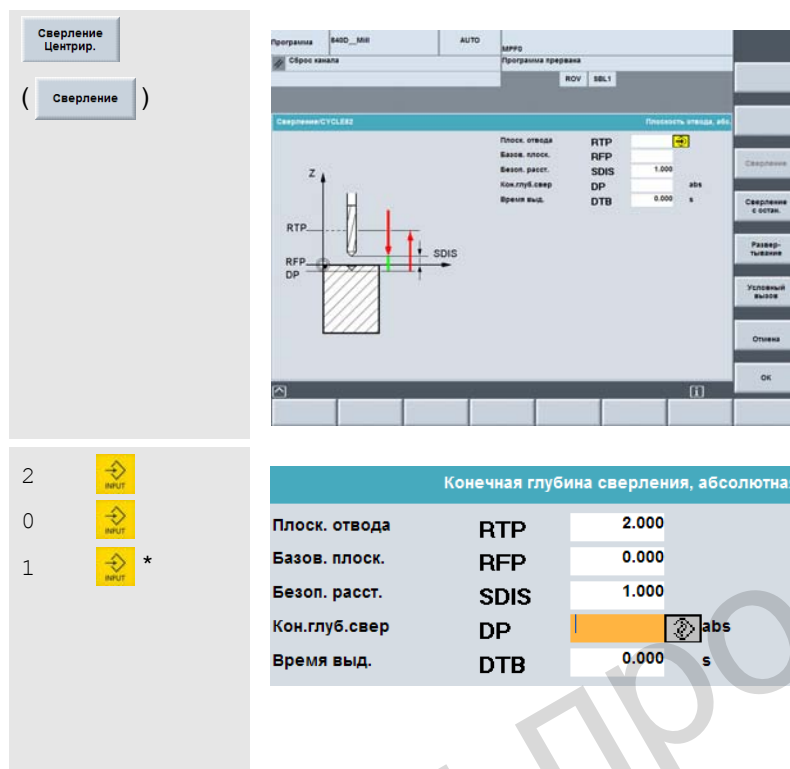 Сверление
Центрир.
( Сверление )
Программа 840D__Mill AUTO MPF0
Сброс канала Программа прервана
ROV SBL1
Сверление/CYCLE82 Плоскость отвода, абс.
Плоск. отвода RTP
Базов. плоск. RFP
Безоп. расст. SDIS 1.000
Кон.глуб.свер DP abs
Время выд. DTB 0.000 s
Z
RTP
SDIS
RFP
DP
Сверление
Сверление
с остан.
Развер-
тывание
Условный
вызов
Отмена
OK
2 INPUT
0 INPUT
1 INPUT *
Конечная глубина сверления, абсолютная
Плоск. отвода RTP 2.000
Базов. плоск. RFP 0.000
Безоп. расст. SDIS 1.000
Кон.глуб.свер DP abs
Время выд. DTB 0.000 s